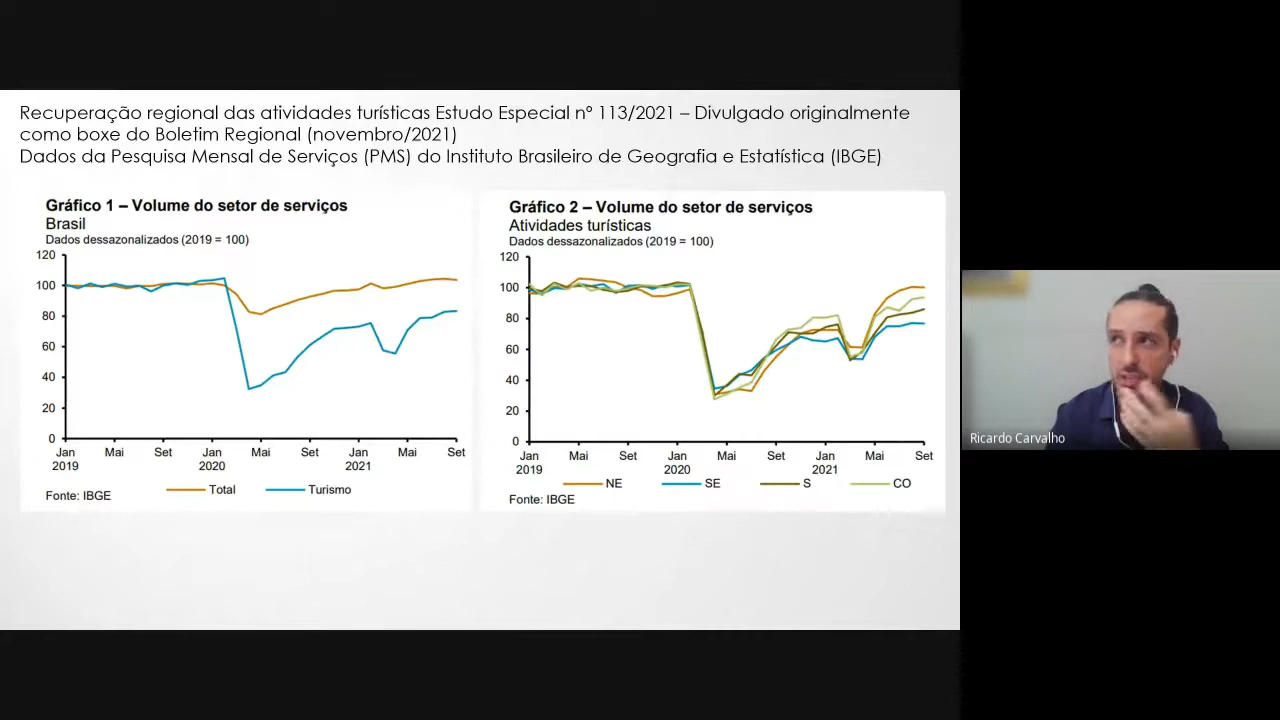 Recuperação regional das atividades turísticas Estudo Especial nº 113/2021 – Divulgado originalmente
como boxe do Boletim Regional (novembro/2021)
Dados da Pesquisa Mensal de Serviços (PMS) do Instituto Brasileiro de Geografia e Estatística (IBGE)
Gráfico 1 – Volume do setor de serviços
Brasil
Dados dessazonalizados (2019 = 100)
120
100
80
60
40
20
0
Jan Mai Set Jan Mai Set Jan Mai Set
2019 2020 2021
Total Turismo
Fonte: IBGE
Gráfico 2 – Volume do setor de serviços
Atividades turísticas
Dados dessazonalizados (2019 = 100)
120
100
80
60
40
20
0
Jan Mai Set Jan Mai Set Jan Mai Set
2019 2020 2021
NE SE S CO
Fonte: IBGE
Ricardo Carvalho